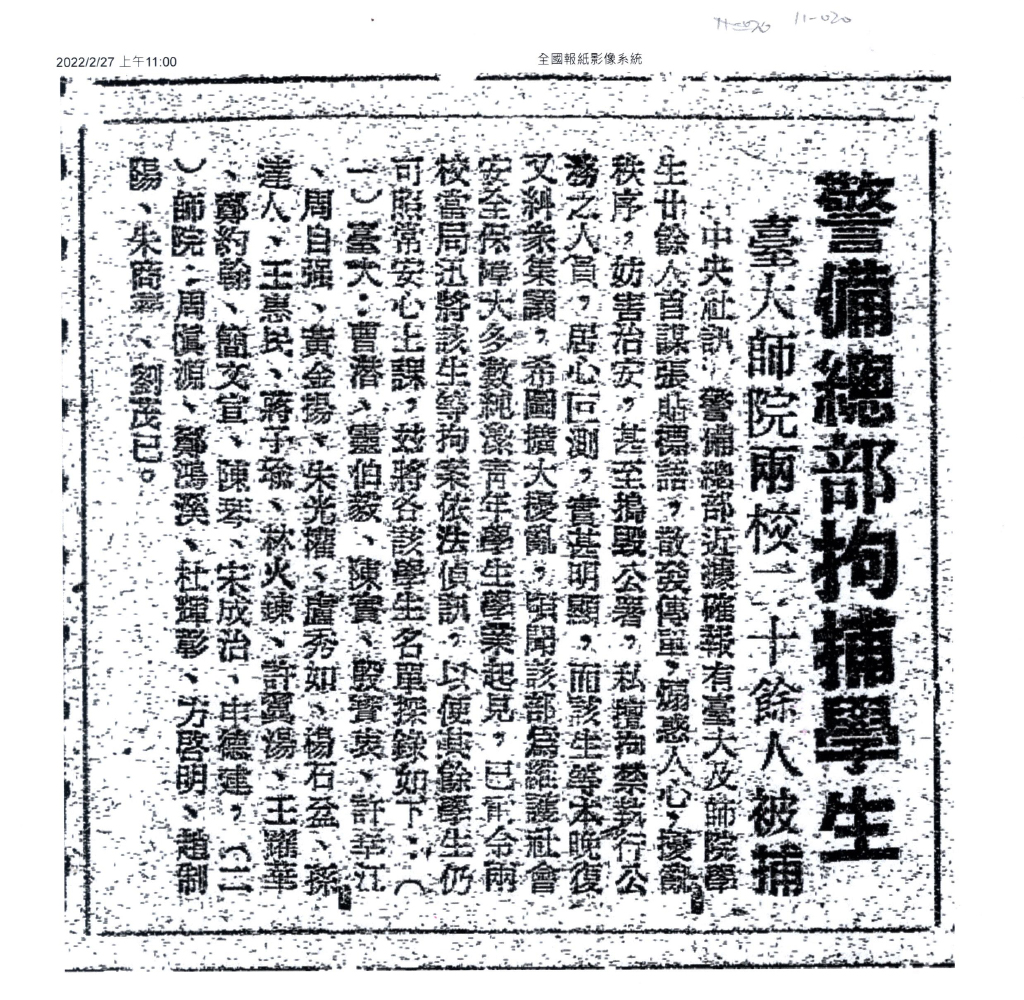 11-020
2022/2/27 上午11:00
全國報紙影像系統
警備總部拘捕學生
臺大師院兩校二十餘人被捕
中央社訊：警備總部近據確報有臺大及師院學
生廿餘人首謀張貼標語，散發傳單，煽惑人心，擾亂
秩序，妨害治安，甚至搗毀公署，私擅拘禁執行公
務之人員，居心叵測，實甚明顯，而該生等本晚復
又糾衆集議，希圖擴大擾亂，頃聞該部爲維護社會
安全保障大多數純潔青年學生學業起見，已訓令兩
校當局迅將該生等拘案依法偵訊，以便其餘學生仍
可照常安心上課，玆將各該學生名單探錄如下：（
一）臺大：曹潛、靈伯毅、陳實、殷寶衷、許華江
、周自强、黃金揚、朱光權、盧秀如、楊石盆、孫
達人、王惠民、蔣子瑜、林火鍊、許冀湯、王耀華
、鄭約翰、簡文宣、陳琴、宋成治、申德建，（二
）師院：周愼源、鄭鴻溪、杜輝彰、方啓明、趙制
陽、朱商彝、劉茂己。